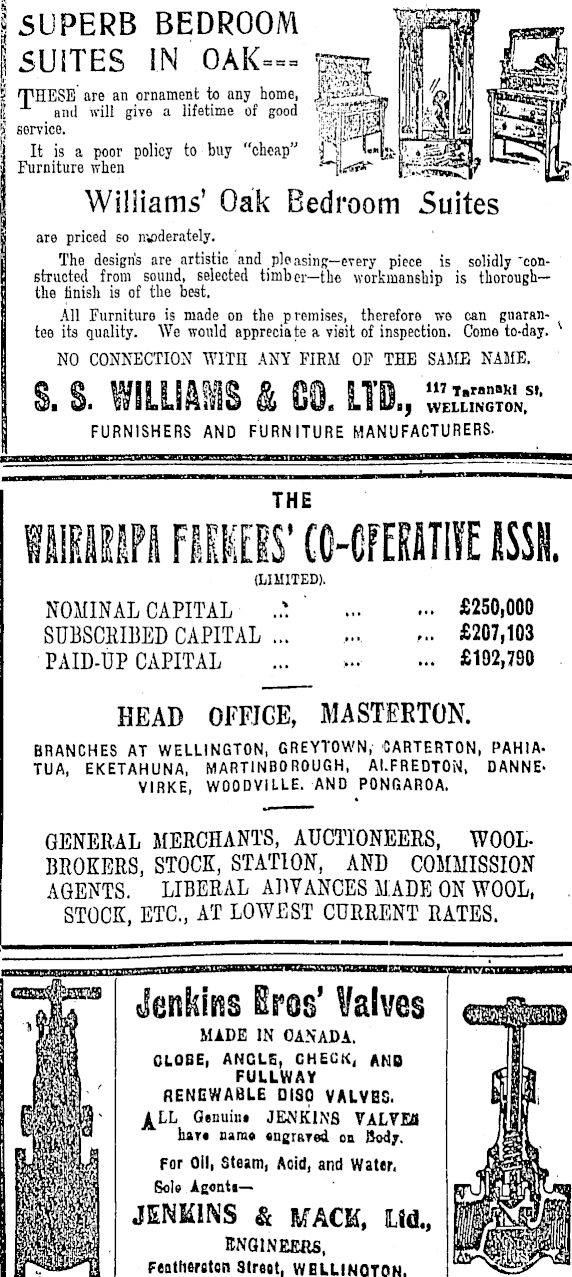 SUPERB BEDROOM
SUITES IN OAK===
THESE are an ornament to any home,
and will give a lifetime of good
service.
It is a poor policy to buy "cheap"
Furniture when
Williams' Oak Bedroom Suites
are priced so moderately.
The designs are artistic and pleasing—every piece is solidly con-
structed from sound, selected timber—the workmanship is thorough—
the finish is of the best.
All Furniture is made on the premises, therefore we can guaran-
tee its quality. We would appreciate a visit of inspection. Come to-day.
NO CONNECTION WITH ANY FIRM OF THE SAME NAME.
S. S. WILLIAMS & CO. LTD., 117 Taranaki St,
WELLINGTON,
FURNISHERS AND FURNITURE MANUFACTURERS.
THE
WAIRARAPA FARKERS' CO-OPERATIVE ASSN.
(LIMITED).
NOMINAL CAPITAL ... ... ... £250,000
SUBSCRIBED CAPITAL ... ... ... £207,103
PAID-UP CAPITAL ... ... ... £192,790
HEAD OFFICE, MASTERTON.
BRANCHES AT WELLINGTON, GREYTOWN, CARTERTON, PAHIA-
TUA, EKETAHUNA, MARTINBOROUGH, ALFREDTON, DANNE-
VIRKE, WOODVILLE. AND PONGAROA.
GENERAL MERCHANTS, AUCTIONEERS, WOOL-
BROKERS, STOCK, STATION, AND COMMISSION
AGENTS. LIBERAL ADVANCES MADE ON WOOL,
STOCK, ETC., AT LOWEST CURRENT RATES.
Jenkins Bros' Valves
MADE IN CANADA.
GLOBE, ANGLE, CHECK, AND
FULLWAY
RENEWABLE DISC VALVES.
ALL Genuine JENKINS VALVES
have name engraved on Body.
For Oil, Steam, Acid, and Water.
Sole Agents—
JENKINS & MACK, Ltd.,
ENGINEERS,
Featherston Street, WELLINGTON.